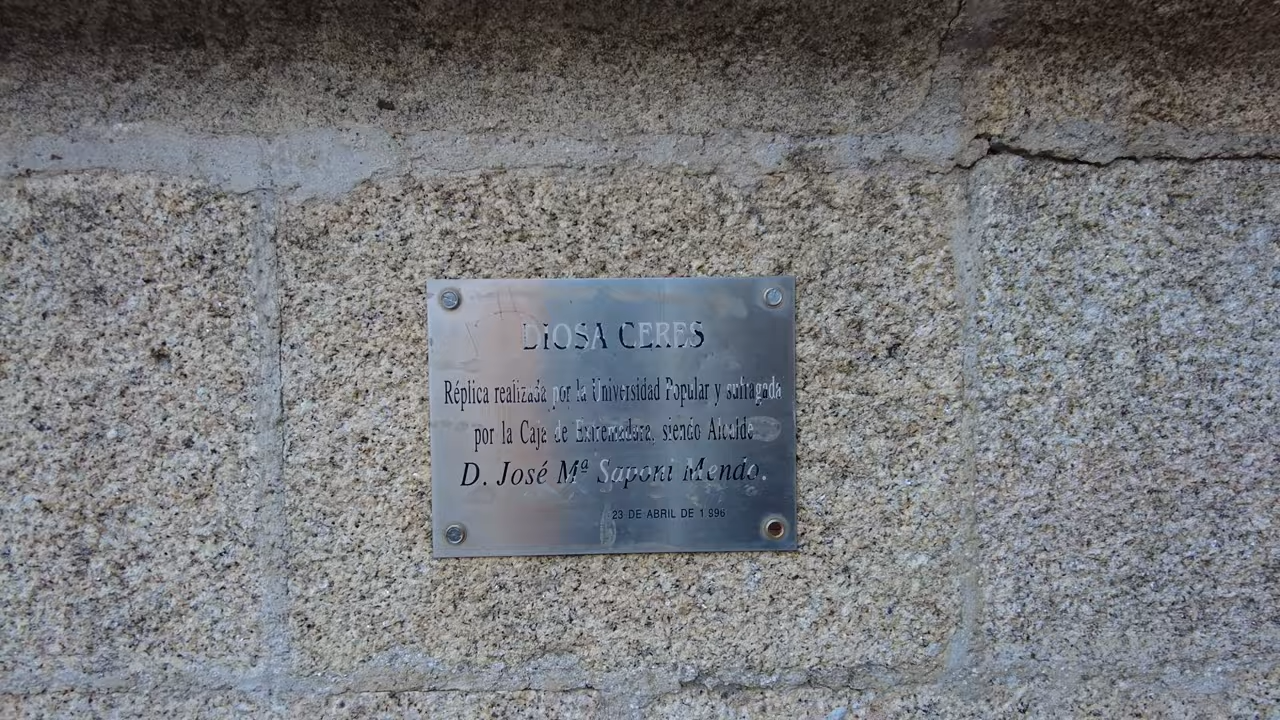 DIOSA CERES
Réplica realizada por la Universidad Popular y sufragada
por la Caja de Extremadura, siendo Alcalde
D. José Mª Saponi Mendo.
23 DE ABRIL DE 1.996